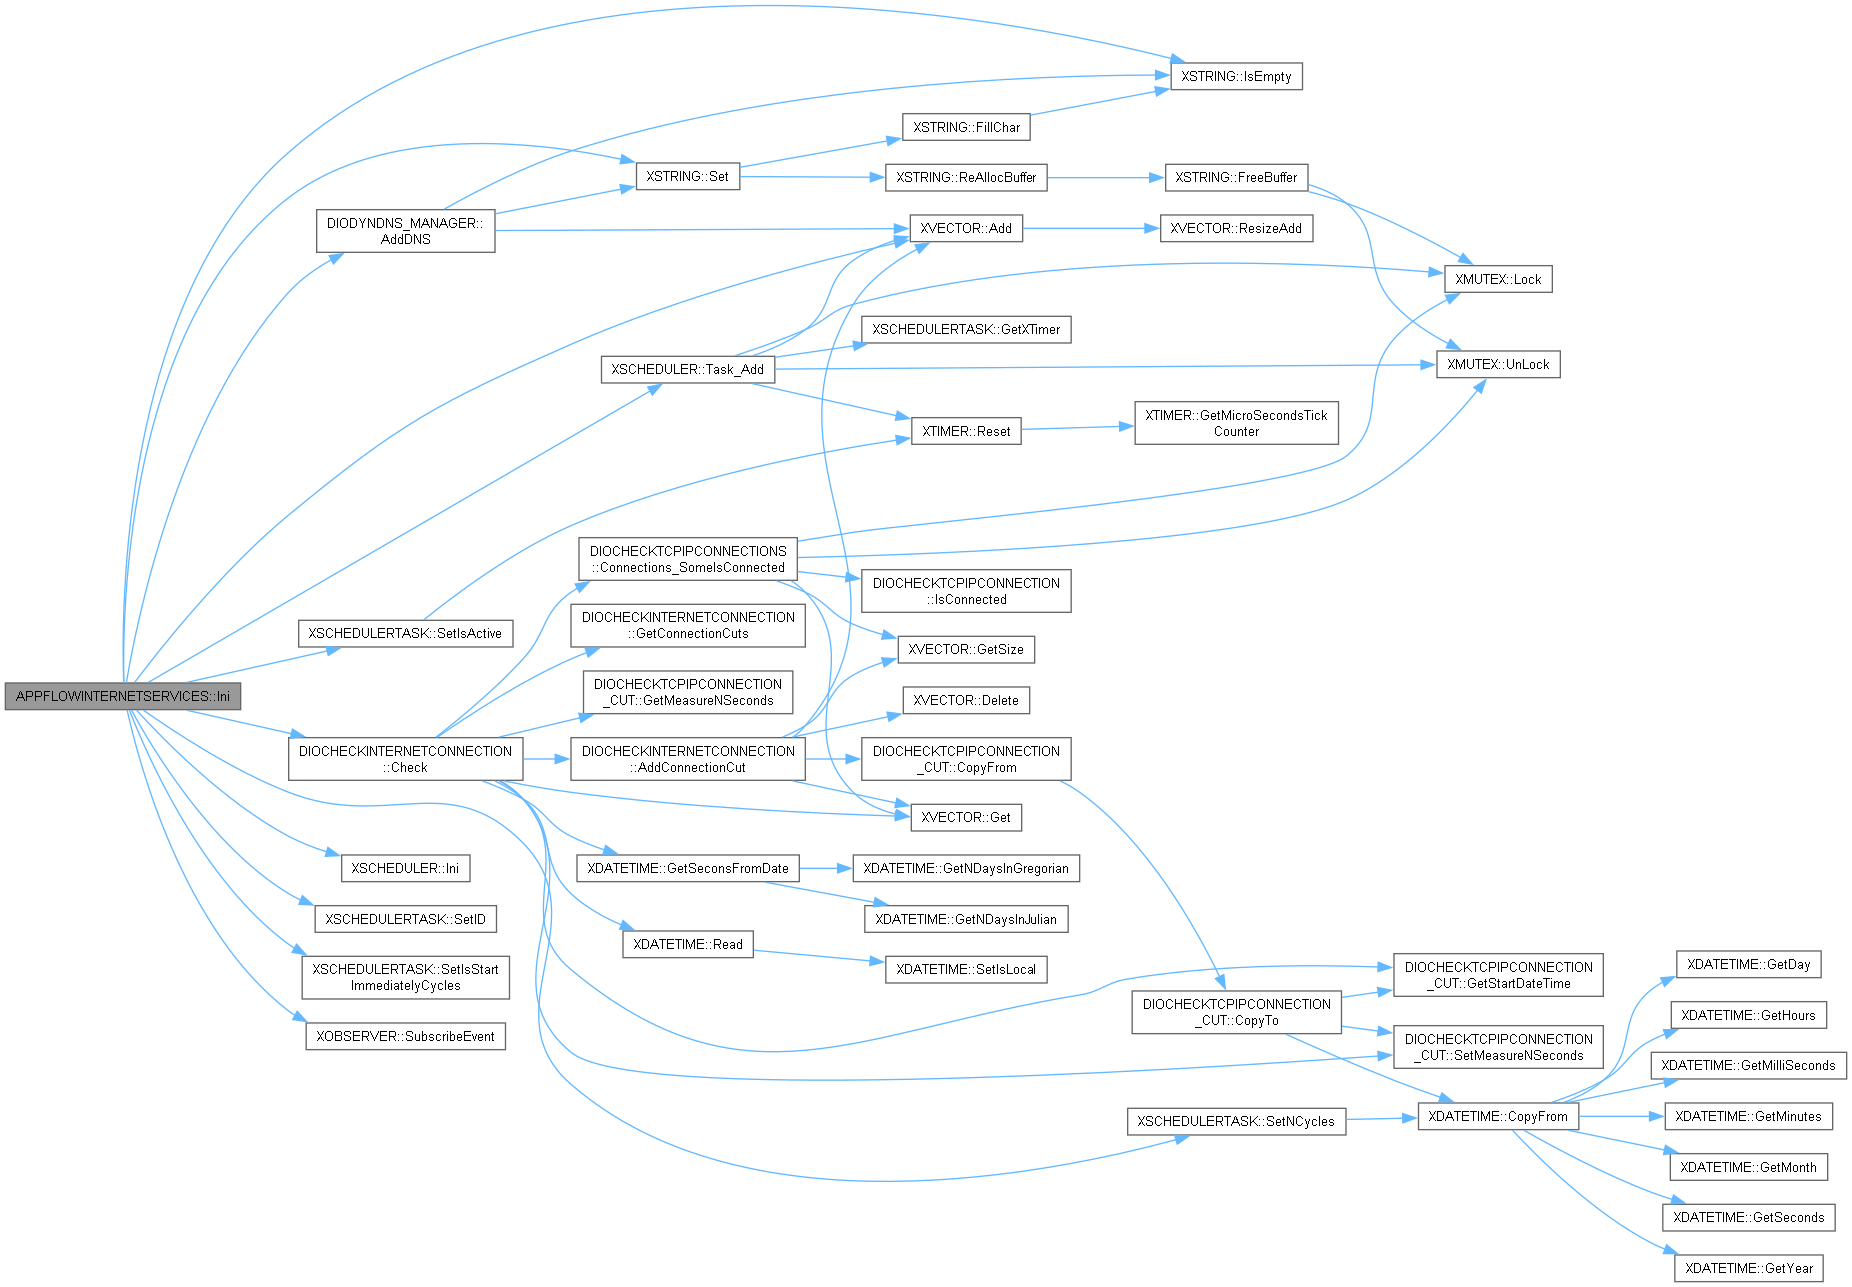 XSTRING::IsEmpty
XSTRING::FillChar
XSTRING::Set
XSTRING::ReAllocBuffer
XSTRING::FreeBuffer
DIODYNDNS_MANAGER::
AddDNS
XVECTOR::Add
XVECTOR::ResizeAdd
XMUTEX::Lock
XSCHEDULERTASK::GetXTimer
XSCHEDULER::Task_Add
XMUTEX::UnLock
XTIMER::Reset
XTIMER::GetMicroSecondsTick
Counter
DIOCHECKTCPIPCONNECTIONS
::Connections_SomeIsConnected
DIOCHECKTCPIPCONNECTION
::IsConnected
XSCHEDULERTASK::SetIsActive
DIOCHECKINTERNETCONNECTION
::GetConnectionCuts
XVECTOR::GetSize
APPFLOWINTERNETSERVICES::Ini
DIOCHECKTCPIPCONNECTION
_CUT::GetMeasureNSeconds
XVECTOR::Delete
DIOCHECKINTERNETCONNECTION
::Check
DIOCHECKINTERNETCONNECTION
::AddConnectionCut
DIOCHECKTCPIPCONNECTION
_CUT::CopyFrom
XVECTOR::Get
XSCHEDULER::Ini
XDATETIME::GetSeconsFromDate
XDATETIME::GetNDaysInGregorian
XSCHEDULERTASK::SetID
XDATETIME::GetNDaysInJulian
XDATETIME::Read
XDATETIME::SetIsLocal
XSCHEDULERTASK::SetIsStart
ImmediatelyCycles
DIOCHECKTCPIPCONNECTION
_CUT::GetStartDateTime
XDATETIME::GetDay
DIOCHECKTCPIPCONNECTION
_CUT::CopyTo
XDATETIME::GetHours
XOBSERVER::SubscribeEvent
DIOCHECKTCPIPCONNECTION
_CUT::SetMeasureNSeconds
XDATETIME::GetMilliSeconds
XSCHEDULERTASK::SetNCycles
XDATETIME::CopyFrom
XDATETIME::GetMinutes
XDATETIME::GetMonth
XDATETIME::GetSeconds
XDATETIME::GetYear